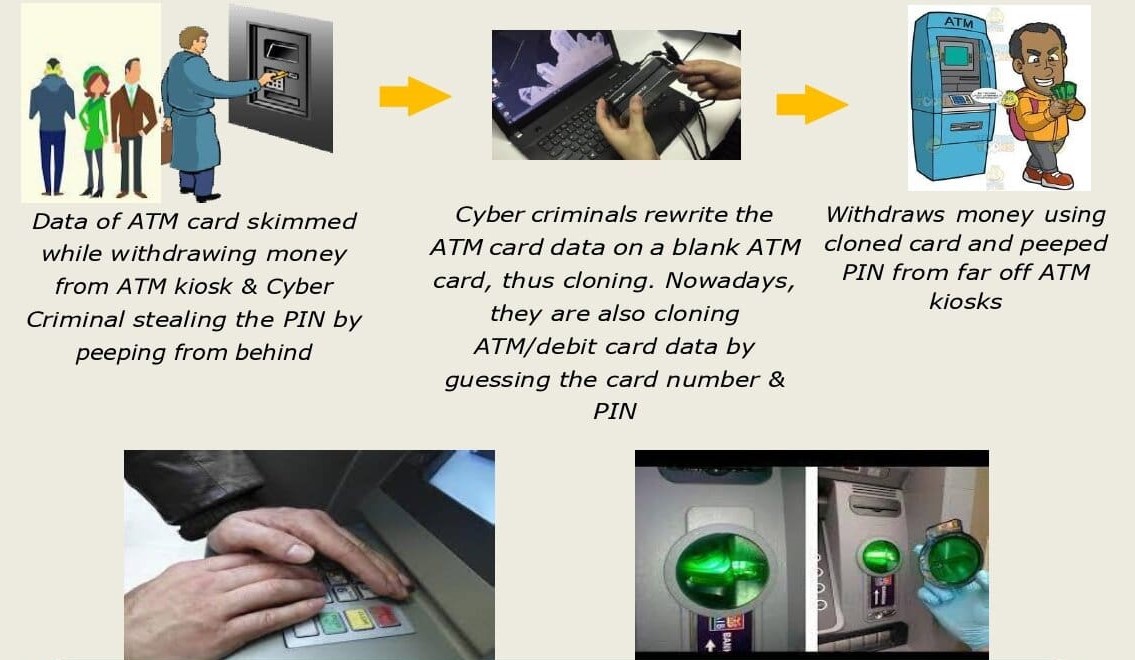 ATM
Data of ATM card skimmed
while withdrawing money
from ATM kiosk & Cyber
Criminal stealing the PIN by
peeping from behind
Cyber criminals rewrite the
ATM card data on a blank ATM
card, thus cloning. Nowadays,
they are also cloning
ATM/debit card data by
guessing the card number &
PIN
Withdraws money using
cloned card and peeped
PIN from far off ATM
kiosks
BANK